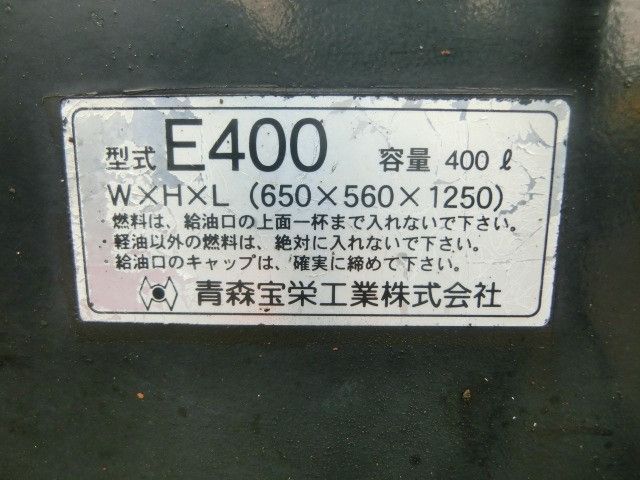 型式 E400 容量 400ℓ
W×H×L (650×560×1250)
・燃料は、給油口の上面一杯まで入れないで下さい。
・軽油以外の燃料は、絶対に入れないで下さい。
・給油口のキャップは、確実に締めて下さい。
青森宝栄工業株式会社